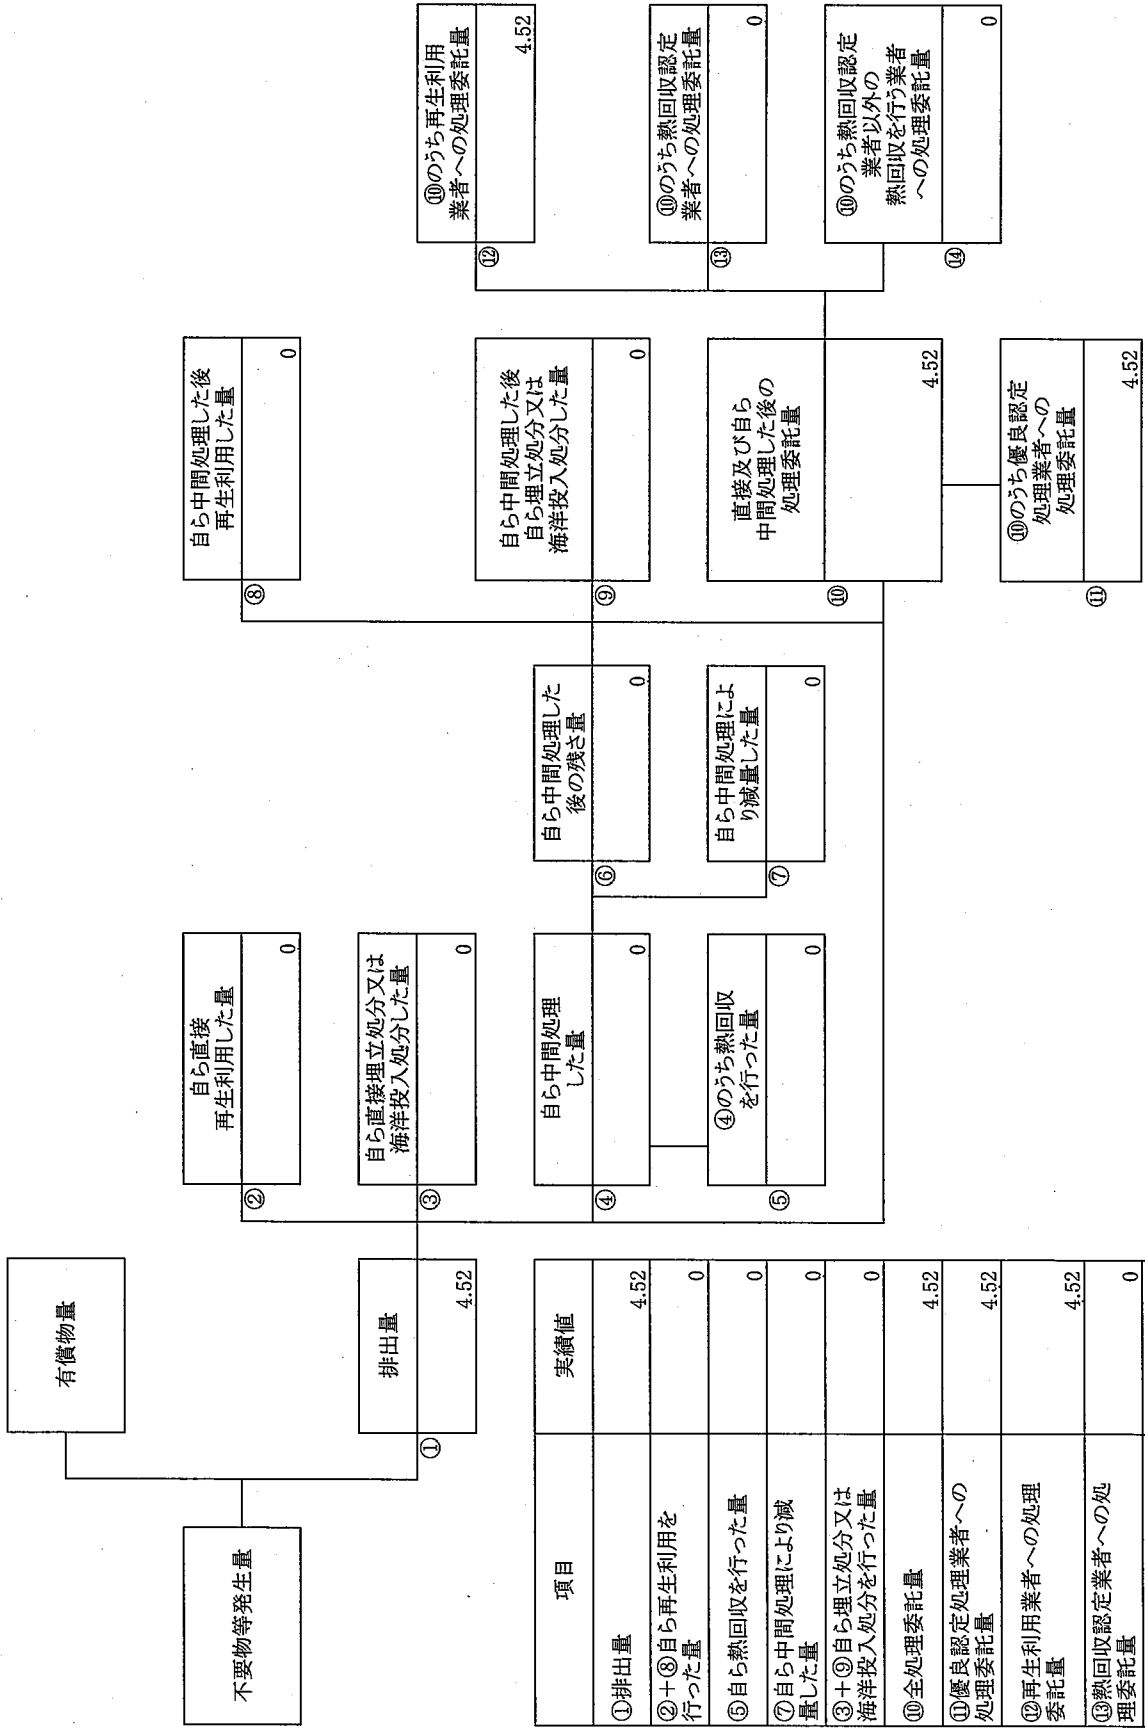 不要物等発生量
有償物量
排出量
①
4.52
自ら直接
再生利用した量
②
0
自ら直接埋立処分又は
海洋投入処分した量
③
0
自ら中間処理
した量
④
0
④のうち熱回収
を行った量
⑤
0
自ら中間処理した
後の残さ量
⑥
0
自ら中間処理によ
り減量した量
⑦
0
自ら中間処理した後
再生利用した量
⑧
0
自ら中間処理した後
自ら埋立処分又は
海洋投入処分した量
⑨
0
直接及び自ら
中間処理した後の
処理委託量
⑩
4.52
⑩のうち優良認定
処理業者への
処理委託量
⑪
4.52
⑩のうち再生利用
業者への処理委託量
⑫
4.52
⑩のうち熱回収認定
業者への処理委託量
⑬
0
⑩のうち熱回収認定
業者以外の
熱回収を行う業者
への処理委託量
⑭
0
項目 実績値
①排出量 4.52
②+⑧自ら再生利用を
行った量 0
⑤自ら熱回収を行った量 0
⑦自ら中間処理により減
量した量 0
③+⑨自ら埋立処分又は
海洋投入処分を行った量 0
⑩全処理委託量 4.52
⑪優良認定処理業者への
処理委託量 4.52
⑫再生利用業者への処理
委託量 4.52
⑬熱回収認定業者への処
理委託量 0